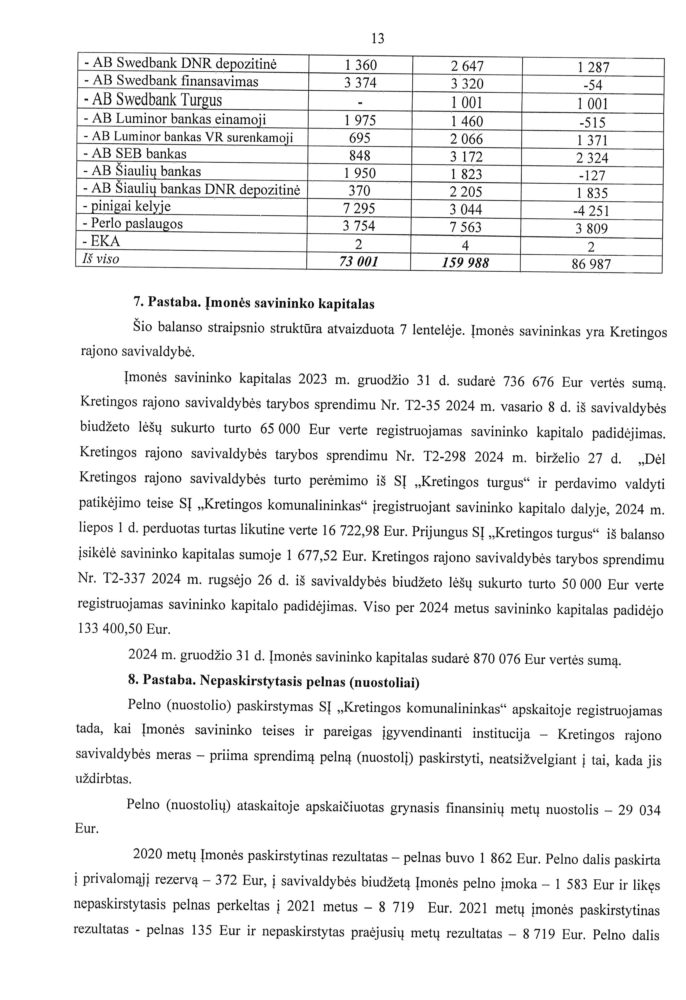 13
- AB Swedbank DNR depozitinė 1 360 2 647 1 287
- AB Swedbank finansavimas 3 374 3 320 -54
- AB Swedbank Turgus - 1 001 1 001
- AB Luminor bankas einamoji 1 975 1 460 -515
- AB Luminor bankas VR surenkamoji 695 2 066 1 371
- AB SEB bankas 848 3 172 2 324
- AB Šiaulių bankas 1 950 1 823 -127
- AB Šiaulių bankas DNR depozitinė 370 2 205 1 835
- pinigai kelyje 7 295 3 044 -4 251
- Perlo paslaugos 3 754 7 563 3 809
- EKA 2 4 2
Iš viso 73 001 159 988 86 987
7. Pastaba. Įmonės savininko kapitalas
Šio balanso straipsnio struktūra atvaizduota 7 lentelėje. Įmonės savininkas yra Kretingos
rajono savivaldybė.
Įmonės savininko kapitalas 2023 m. gruodžio 31 d. sudarė 736 676 Eur vertės sumą.
Kretingos rajono savivaldybės tarybos sprendimu Nr. T2-35 2024 m. vasario 8 d. iš savivaldybės
biudžeto lėšų sukurto turto 65 000 Eur verte registruojamas savininko kapitalo padidėjimas.
Kretingos rajono savivaldybės tarybos sprendimu Nr. T2-298 2024 m. birželio 27 d. „Dėl
Kretingos rajono savivaldybės turto perėmimo iš SĮ „Kretingos turgus“ ir perdavimo valdyti
patikėjimo teise SĮ „Kretingos komunalininkas“ įregistruojant savininko kapitalo dalyje, 2024 m.
liepos 1 d. perduotas turtas likutine verte 16 722,98 Eur. Prijungus SĮ „Kretingos turgus“ iš balanso
įsikėlė savininko kapitalas sumoje 1 677,52 Eur. Kretingos rajono savivaldybės tarybos sprendimu
Nr. T2-337 2024 m. rugsėjo 26 d. iš savivaldybės biudžeto lėšų sukurto turto 50 000 Eur verte
registruojamas savininko kapitalo padidėjimas. Viso per 2024 metus savininko kapitalas padidėjo
133 400,50 Eur.
2024 m. gruodžio 31 d. Įmonės savininko kapitalas sudarė 870 076 Eur vertės sumą.
8. Pastaba. Nepaskirstytasis pelnas (nuostoliai)
Pelno (nuostolio) paskirstymas SĮ „Kretingos komunalininkas“ apskaitoje registruojamas
tada, kai Įmonės savininko teises ir pareigas įgyvendinanti institucija – Kretingos rajono
savivaldybės meras – priima sprendimą pelną (nuostolį) paskirstyti, neatsižvelgiant į tai, kada jis
uždirbtas.
Pelno (nuostolių) ataskaitoje apskaičiuotas grynasis finansinių metų nuostolis – 29 034
Eur.
2020 metų Įmonės paskirstytinas rezultatas – pelnas buvo 1 862 Eur. Pelno dalis paskirta
į privalomąjį rezervą – 372 Eur, į savivaldybės biudžetą Įmonės pelno įmoka – 1 583 Eur ir likęs
nepaskirstytasis pelnas perkeltas į 2021 metus – 8 719 Eur. 2021 metų įmonės paskirstytinas
rezultatas - pelnas 135 Eur ir nepaskirstytas praėjusių metų rezultatas – 8 719 Eur. Pelno dalis